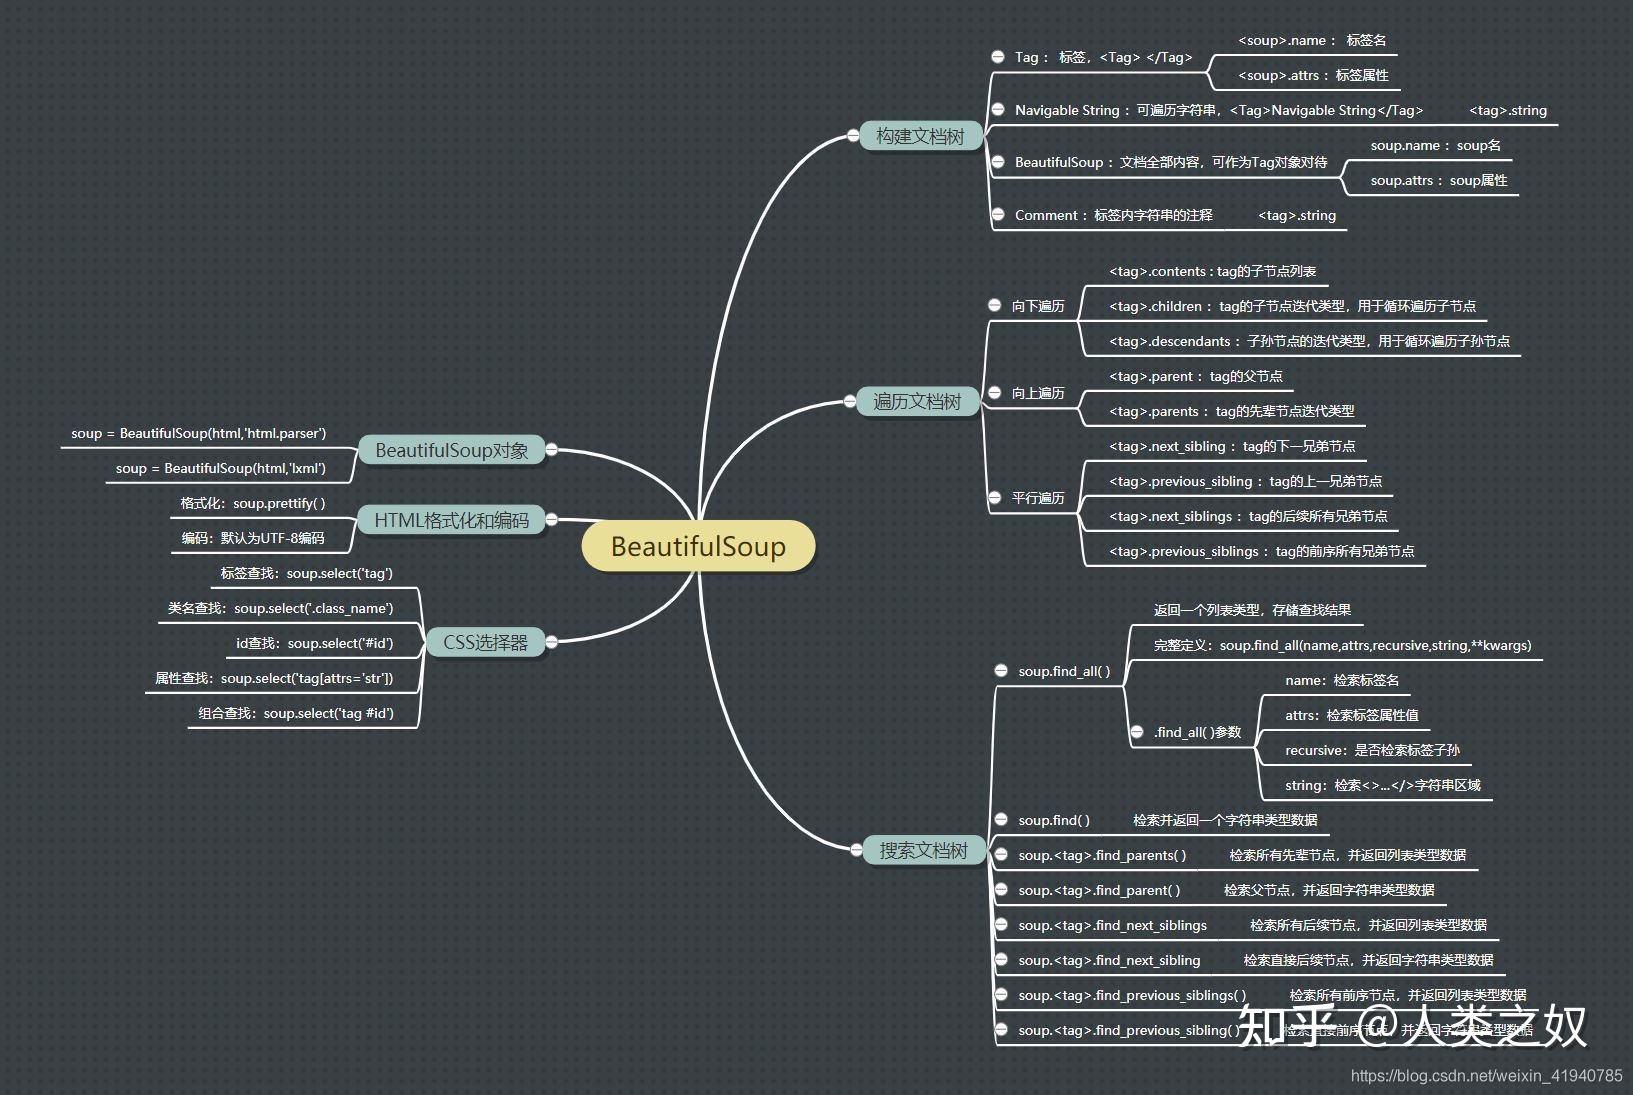 BeautifulSoup
构建文档树
Tag： 标签，<Tag> </Tag>
<soup>.name： 标签名
<soup>.attrs：标签属性
Navigable String：可遍历字符串，<Tag>Navigable String</Tag>
<tag>.string
BeautifulSoup：文档全部内容，可作为Tag对象对待
soup.name：soup名
soup.attrs：soup属性
Comment：标签内字符串的注释
<tag>.string
遍历文档树
向下遍历
<tag>.contents : tag的子节点列表
<tag>.children：tag的子节点迭代类型，用于循环遍历子节点
<tag>.descendants：子孙节点的迭代类型，用于循环遍历子孙节点
向上遍历
<tag>.parent：tag的父节点
<tag>.parents：tag的先辈节点迭代类型
平行遍历
<tag>.next_sibling：tag的下一兄弟节点
<tag>.previous_sibling：tag的上一兄弟节点
<tag>.next_siblings：tag的后续所有兄弟节点
<tag>.previous_siblings：tag的前序所有兄弟节点
搜索文档树
soup.find_all( )
返回一个列表类型，存储查找结果
完整定义：soup.find_all(name,attrs,recursive,string,**kwargs)
.find_all( )参数
name：检索标签名
attrs：检索标签属性值
recursive：是否检索标签子孙
string：检索<>...</>字符串区域
soup.find( )
检索并返回一个字符串类型数据
soup.<tag>.find_parents( )
检索所有先辈节点，并返回列表类型数据
soup.<tag>.find_parent( )
检索父节点，并返回字符串类型数据
soup.<tag>.find_next_siblings
检索所有后续节点，并返回列表类型数据
soup.<tag>.find_next_sibling
检索直接后续节点，并返回字符串类型数据
soup.<tag>.find_previous_siblings( )
检索所有前序节点，并返回列表类型数据
soup.<tag>.find_previous_sibling( )
检索直接前序节点，并返回字符串类型数据
BeautifulSoup对象
soup = BeautifulSoup(html,'html.parser')
soup = BeautifulSoup(html,'lxml')
HTML格式化和编码
格式化：soup.prettify( )
编码：默认为UTF-8编码
CSS选择器
标签查找：soup.select('tag')
类名查找：soup.select('.class_name')
id查找：soup.select('#id')
属性查找：soup.select('tag[attrs='str'])
组合查找：soup.select('tag #id')
知乎 @人类之奴
https://blog.csdn.net/weixin_41940785